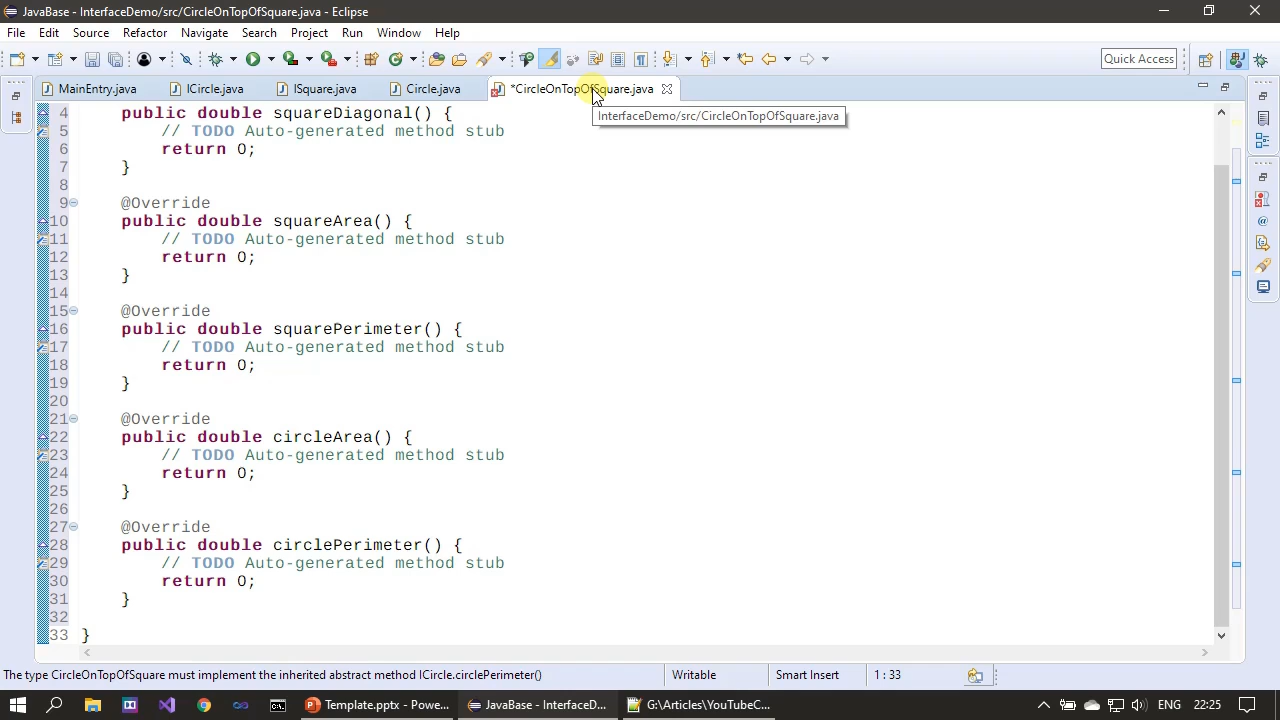 JavaBase - InterfaceDemo/src/CircleOnTopOfSquare.java - Eclipse
File Edit Source Refactor Navigate Search Project Run Window Help
Quick Access
MainEntry.java ICircle.java ISquare.java Circle.java *CircleOnTopOfSquare.java
InterfaceDemo/src/CircleOnTopOfSquare.java
4 public double squareDiagonal() {
5 // TODO Auto-generated method stub
6 return 0;
7 }
8
9 @Override
10 public double squareArea() {
11 // TODO Auto-generated method stub
12 return 0;
13 }
14
15 @Override
16 public double squarePerimeter() {
17 // TODO Auto-generated method stub
18 return 0;
19 }
20
21 @Override
22 public double circleArea() {
23 // TODO Auto-generated method stub
24 return 0;
25 }
26
27 @Override
28 public double circlePerimeter() {
29 // TODO Auto-generated method stub
30 return 0;
31 }
32
33 }
The type CircleOnTopOfSquare must implement the inherited abstract method ICircle.circlePerimeter() Writable Smart Insert 1 : 33
Template.pptx - Powe... JavaBase - InterfaceD... G:\Articles\YouTubeC... ENG 22:25